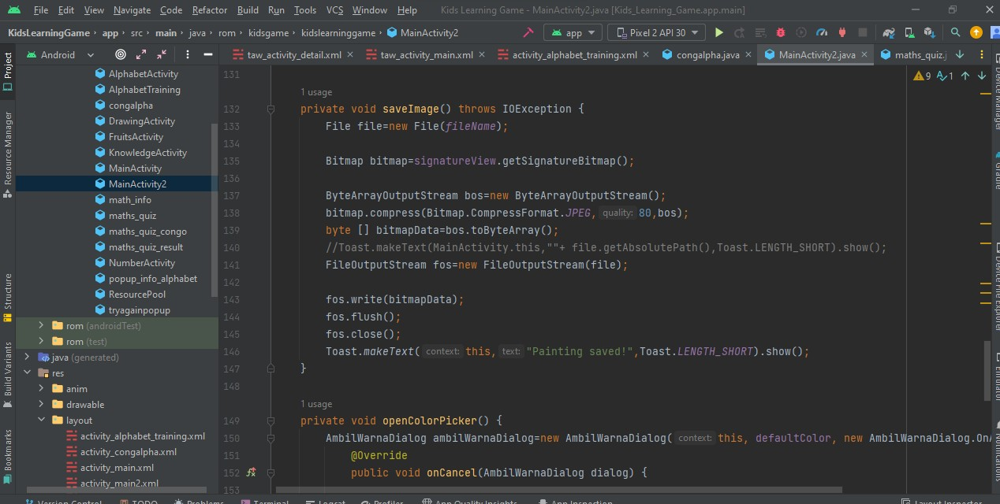 File Edit View Navigate Code Refactor Build Run Tools VCS Window Help Kids Learning Game - MainActivity2.java [Kids_Learning_Game.app.main]
KidsLearningGame app src main java rom kidsgame kidslearninggame MainActivity2 app Pixel 2 API 30
Android taw_activity_detail.xml taw_activity_main.xml activity_alphabet_training.xml congalpha.java MainActivity2.java maths_quiz.j
Project
Resource Manager
Structure
Build Variants
Bookmarks
AlphabetActivity
AlphabetTraining
congalpha
DrawingActivity
FruitsActivity
KnowledgeActivity
MainActivity
MainActivity2
math_info
maths_quiz
maths_quiz_congo
maths_quiz_result
NumberActivity
popup_info_alphabet
ResourcePool
tryagainpopup
rom (androidTest)
rom (test)
java (generated)
res
anim
drawable
layout
activity_alphabet_training.xml
activity_congalpha.xml
activity_main.xml
activity_main2.xml
9 1
131
1 usage
132 private void saveImage() throws IOException {
133 File file=new File(fileName);
134
135 Bitmap bitmap=signatureView.getSignatureBitmap();
136
137 ByteArrayOutputStream bos=new ByteArrayOutputStream();
138 bitmap.compress(Bitmap.CompressFormat.JPEG, quality: 80,bos);
139 byte [] bitmapData=bos.toByteArray();
140 //Toast.makeText(MainActivity.this,""+ file.getAbsolutePath(),Toast.LENGTH_SHORT).show();
141 FileOutputStream fos=new FileOutputStream(file);
142
143 fos.write(bitmapData);
144 fos.flush();
145 fos.close();
146 Toast.makeText( context: this, text: "Painting saved!",Toast.LENGTH_SHORT).show();
147 }
148
1 usage
149 private void openColorPicker() {
150 AmbilWarnaDialog ambilWarnaDialog=new AmbilWarnaDialog( context: this, defaultColor, new AmbilWarnaDialog.OnA
151 @Override
152 public void onCancel(AmbilWarnaDialog dialog) {
153
Device Manager
Gradle
Device File Explorer
Emulator
Notifications
Version Control TODO Problems Terminal Logcat Profiler App Quality Insights App Inspection Layout Inspector